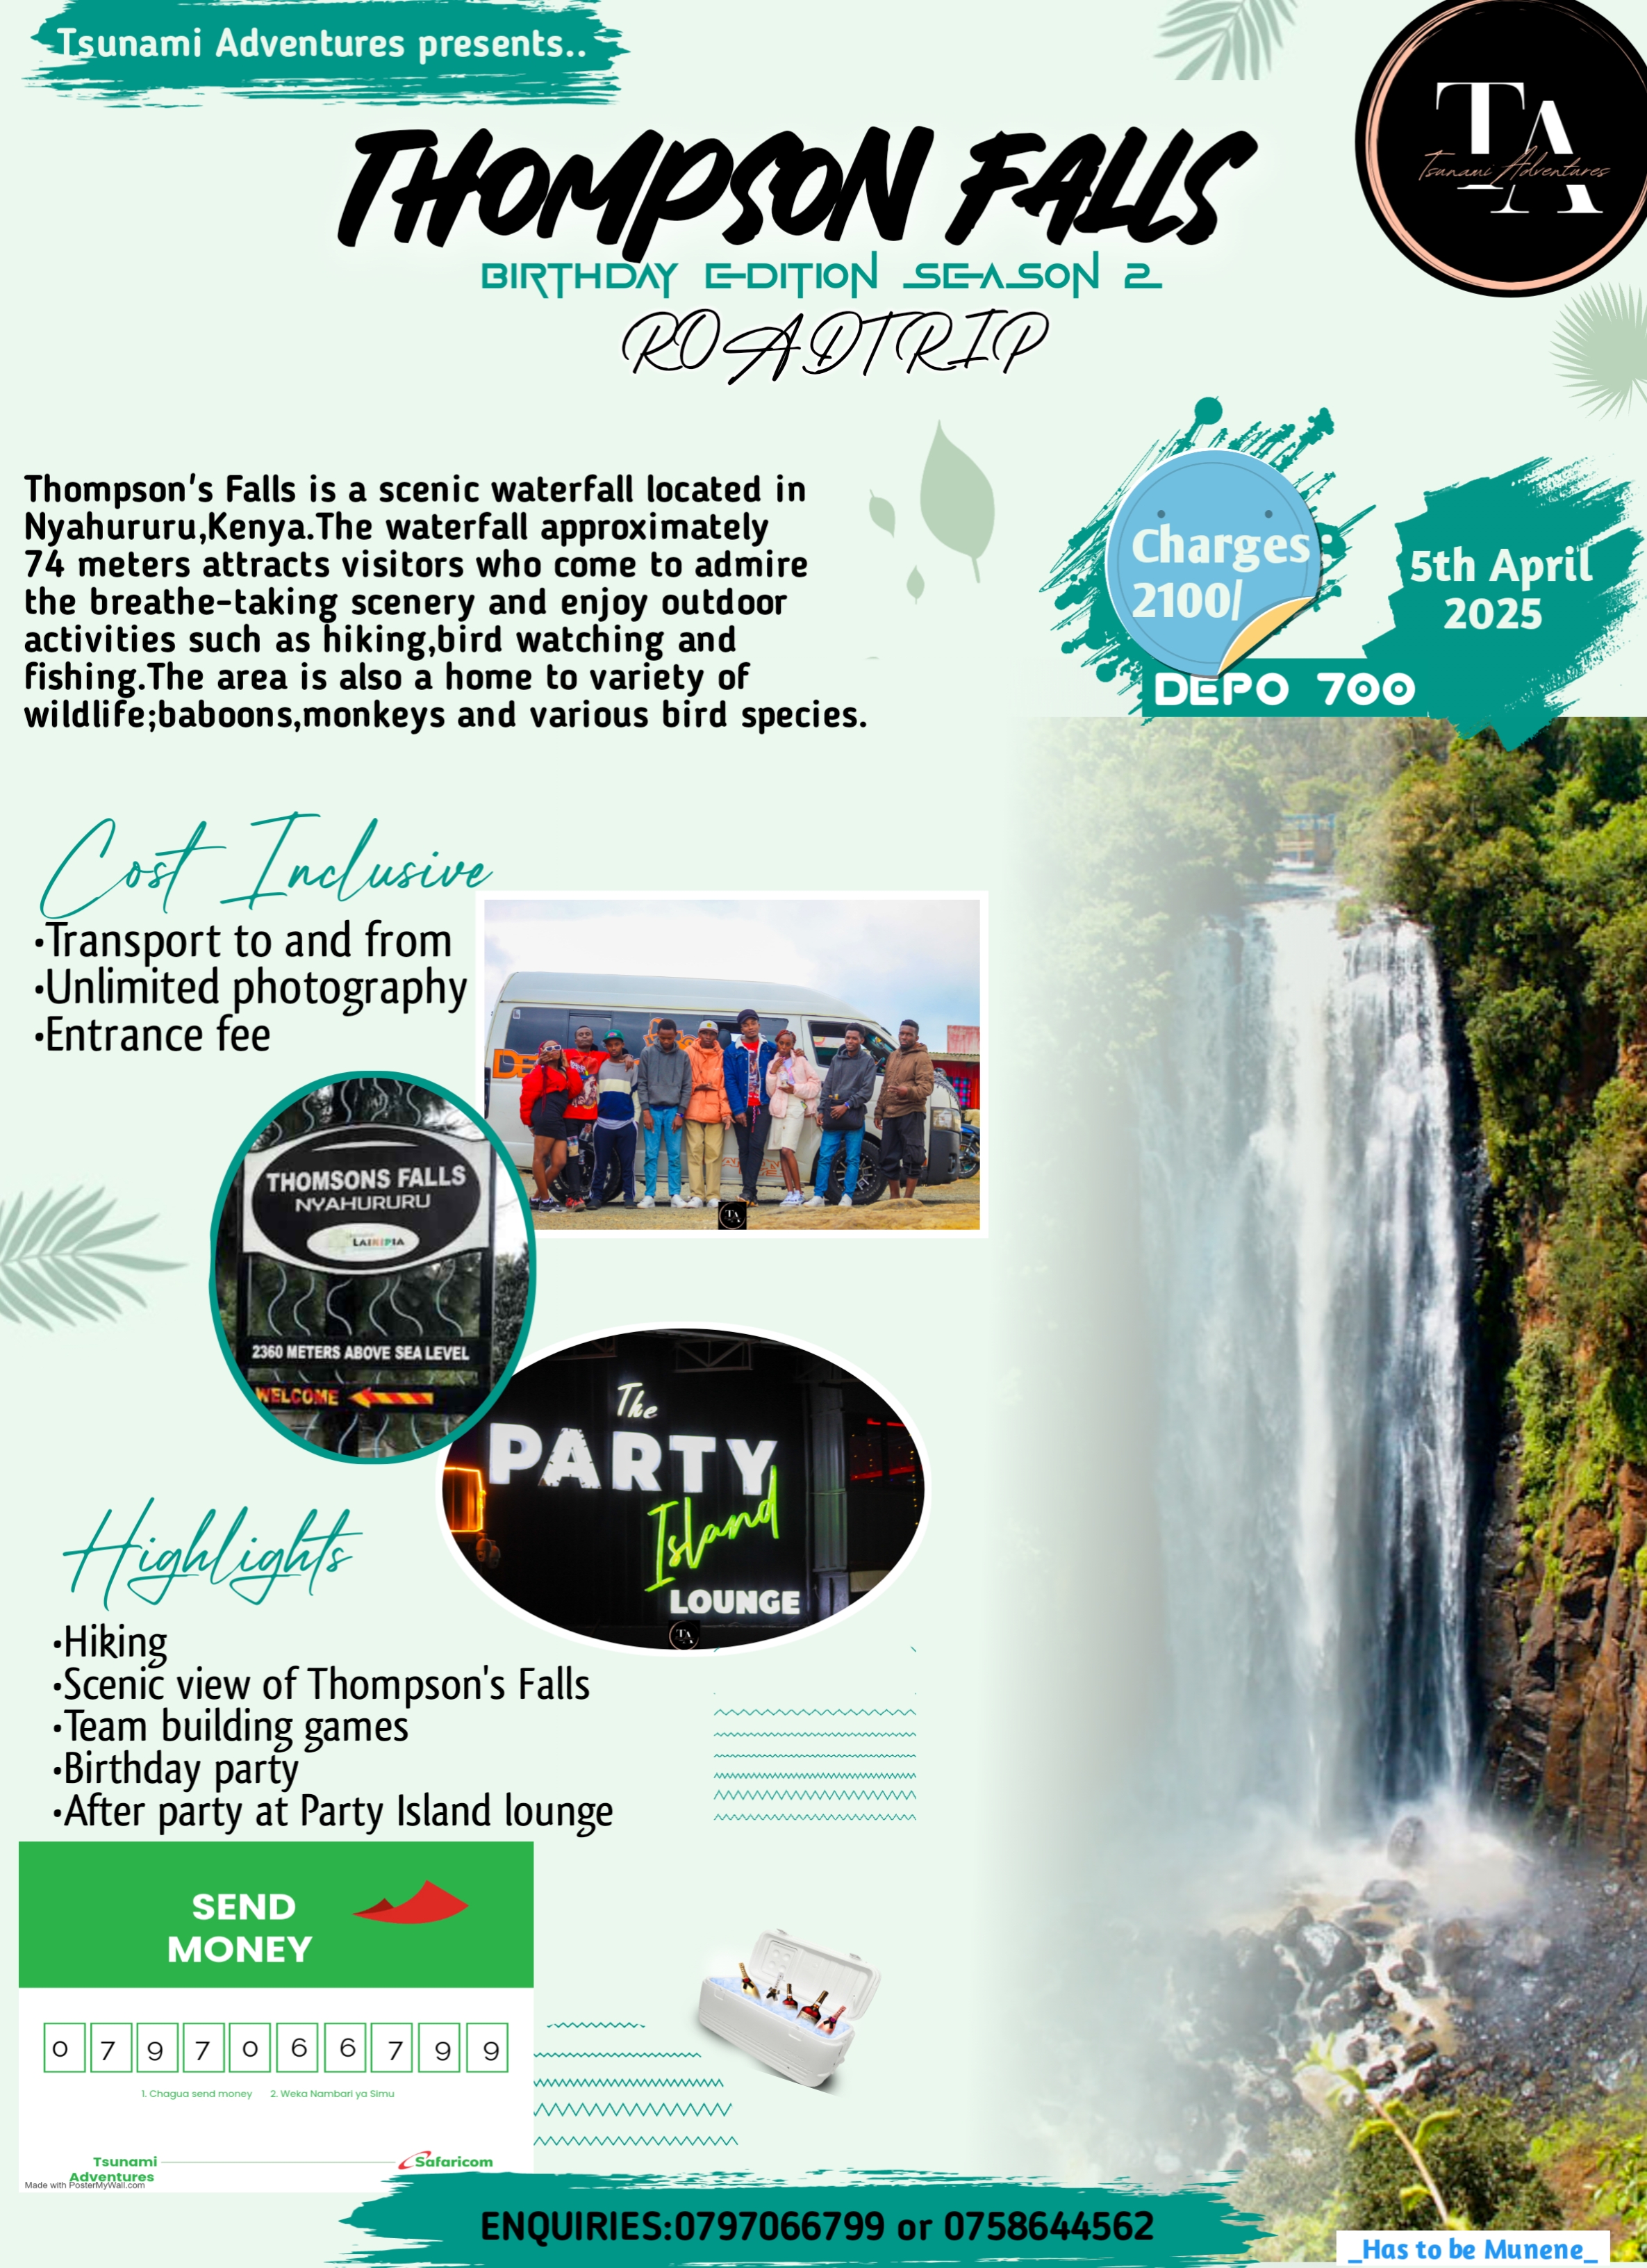 Tsunami Adventures presents..
TA
Tsunami Adventures
THOMPSON FALLS
BIRTHDAY EDITION SEASON 2
ROADTRIP
Thompson's Falls is a scenic waterfall located in
Nyahururu,Kenya.The waterfall approximately
74 meters attracts visitors who come to admire
the breathe-taking scenery and enjoy outdoor
activities such as hiking,bird watching and
fishing.The area is also a home to variety of
wildlife;baboons,monkeys and various bird species.
Charges:
2100/
5th April
2025
DEPO 700
Cost Inclusive
•Transport to and from
•Unlimited photography
•Entrance fee
THOMSONS FALLS
NYAHURURU
LAIKIPIA
2360 METERS ABOVE SEA LEVEL
WELCOME
TA
The
PARTY
Island
LOUNGE
TA
Highlights
•Hiking
•Scenic view of Thompson's Falls
•Team building games
•Birthday party
•After party at Party Island lounge
SEND
MONEY
0 7 9 7 0 6 6 7 9 9
1. Chagua send money 2. Weka Nambari ya Simu
Tsunami
Adventures
Safaricom
Made with PosterMyWall.com
ENQUIRIES:0797066799 or 0758644562
_Has to be Munene_